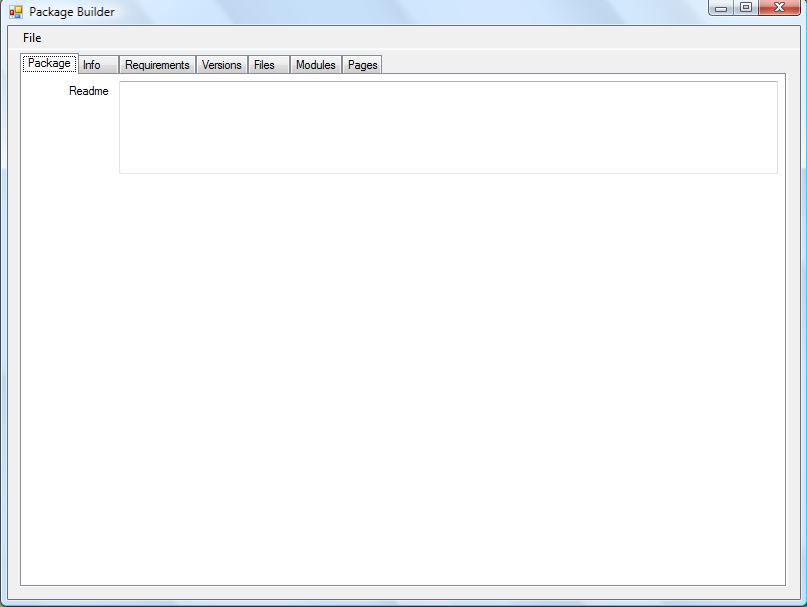 Package Builder
File
Package Info Requirements Versions Files Modules Pages
Readme